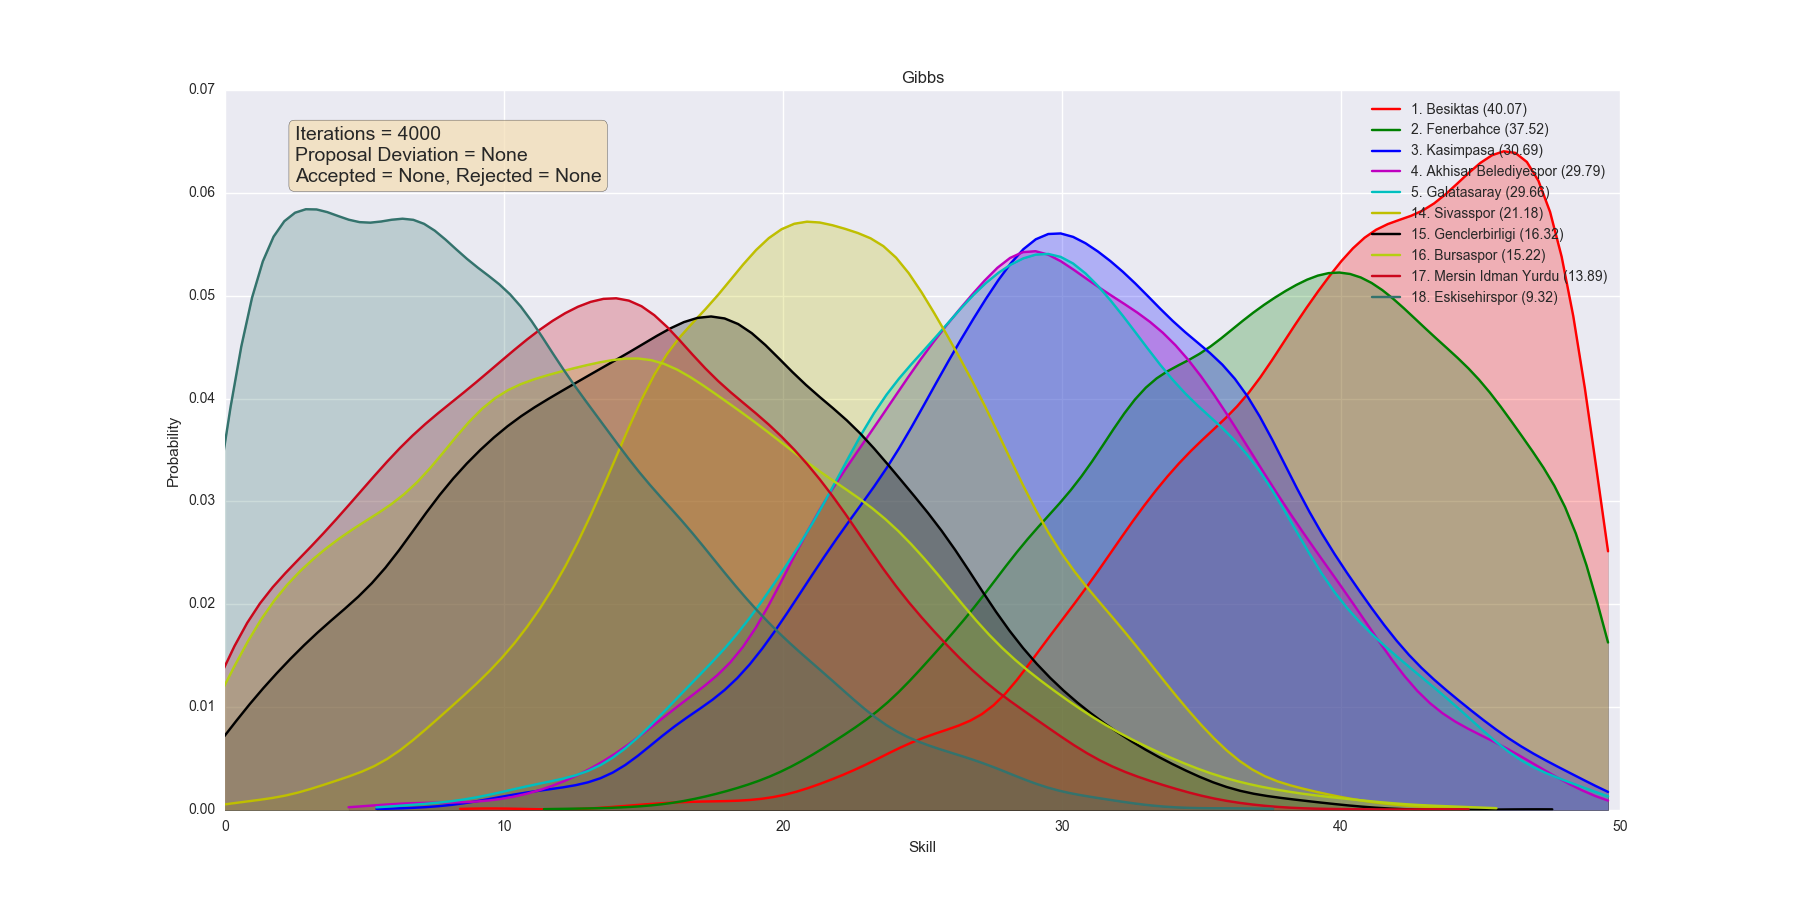 Gibbs
0.07
0.06
0.05
0.04
0.03
0.02
0.01
0.00
Probability
Iterations = 4000
Proposal Deviation = None
Accepted = None, Rejected = None
1. Besiktas (40.07)
2. Fenerbahce (37.52)
3. Kasimpasa (30.69)
4. Akhisar Belediyespor (29.79)
5. Galatasaray (29.66)
14. Sivasspor (21.18)
15. Genclerbirligi (16.32)
16. Bursaspor (15.22)
17. Mersin Idman Yurdu (13.89)
18. Eskisehirspor (9.32)
0 10 20 30 40 50
Skill